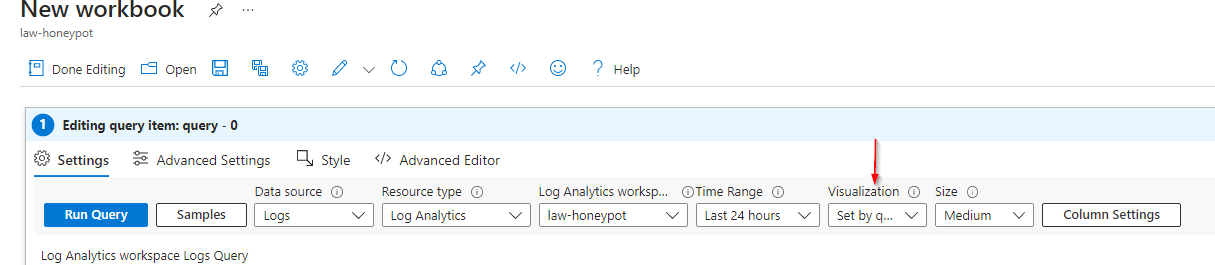 New workbook
law-honeypot
Done Editing Open Help
1 Editing query item: query - 0
Settings Advanced Settings Style Advanced Editor
Data source Resource type Log Analytics worksp... Time Range Visualization Size
Run Query Samples Logs Log Analytics law-honeypot Last 24 hours Set by q... Medium Column Settings
Log Analytics workspace Logs Query